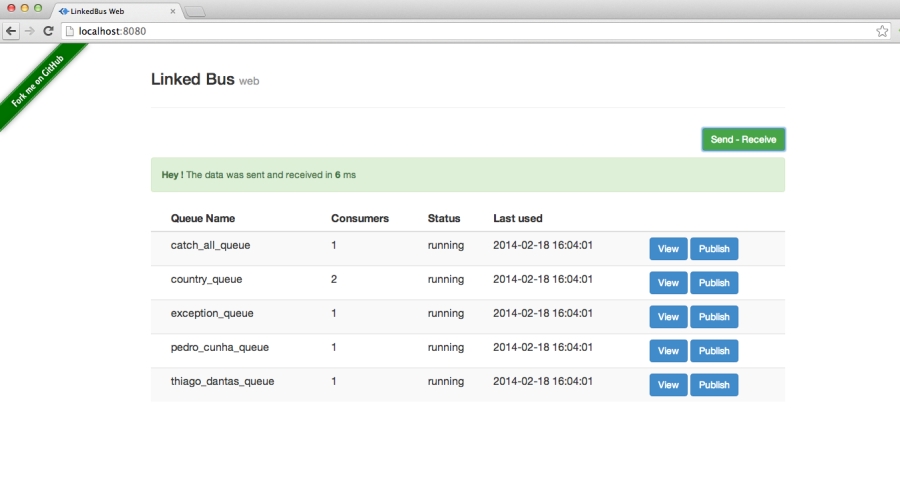 LinkedBus Web
localhost:8080
Fork me on GitHub
Linked Bus web
Send - Receive
Hey ! The data was sent and received in 6 ms
Queue Name Consumers Status Last used
catch_all_queue 1 running 2014-02-18 16:04:01 View Publish
country_queue 2 running 2014-02-18 16:04:01 View Publish
exception_queue 1 running 2014-02-18 16:04:01 View Publish
pedro_cunha_queue 1 running 2014-02-18 16:04:01 View Publish
thiago_dantas_queue 1 running 2014-02-18 16:04:01 View Publish